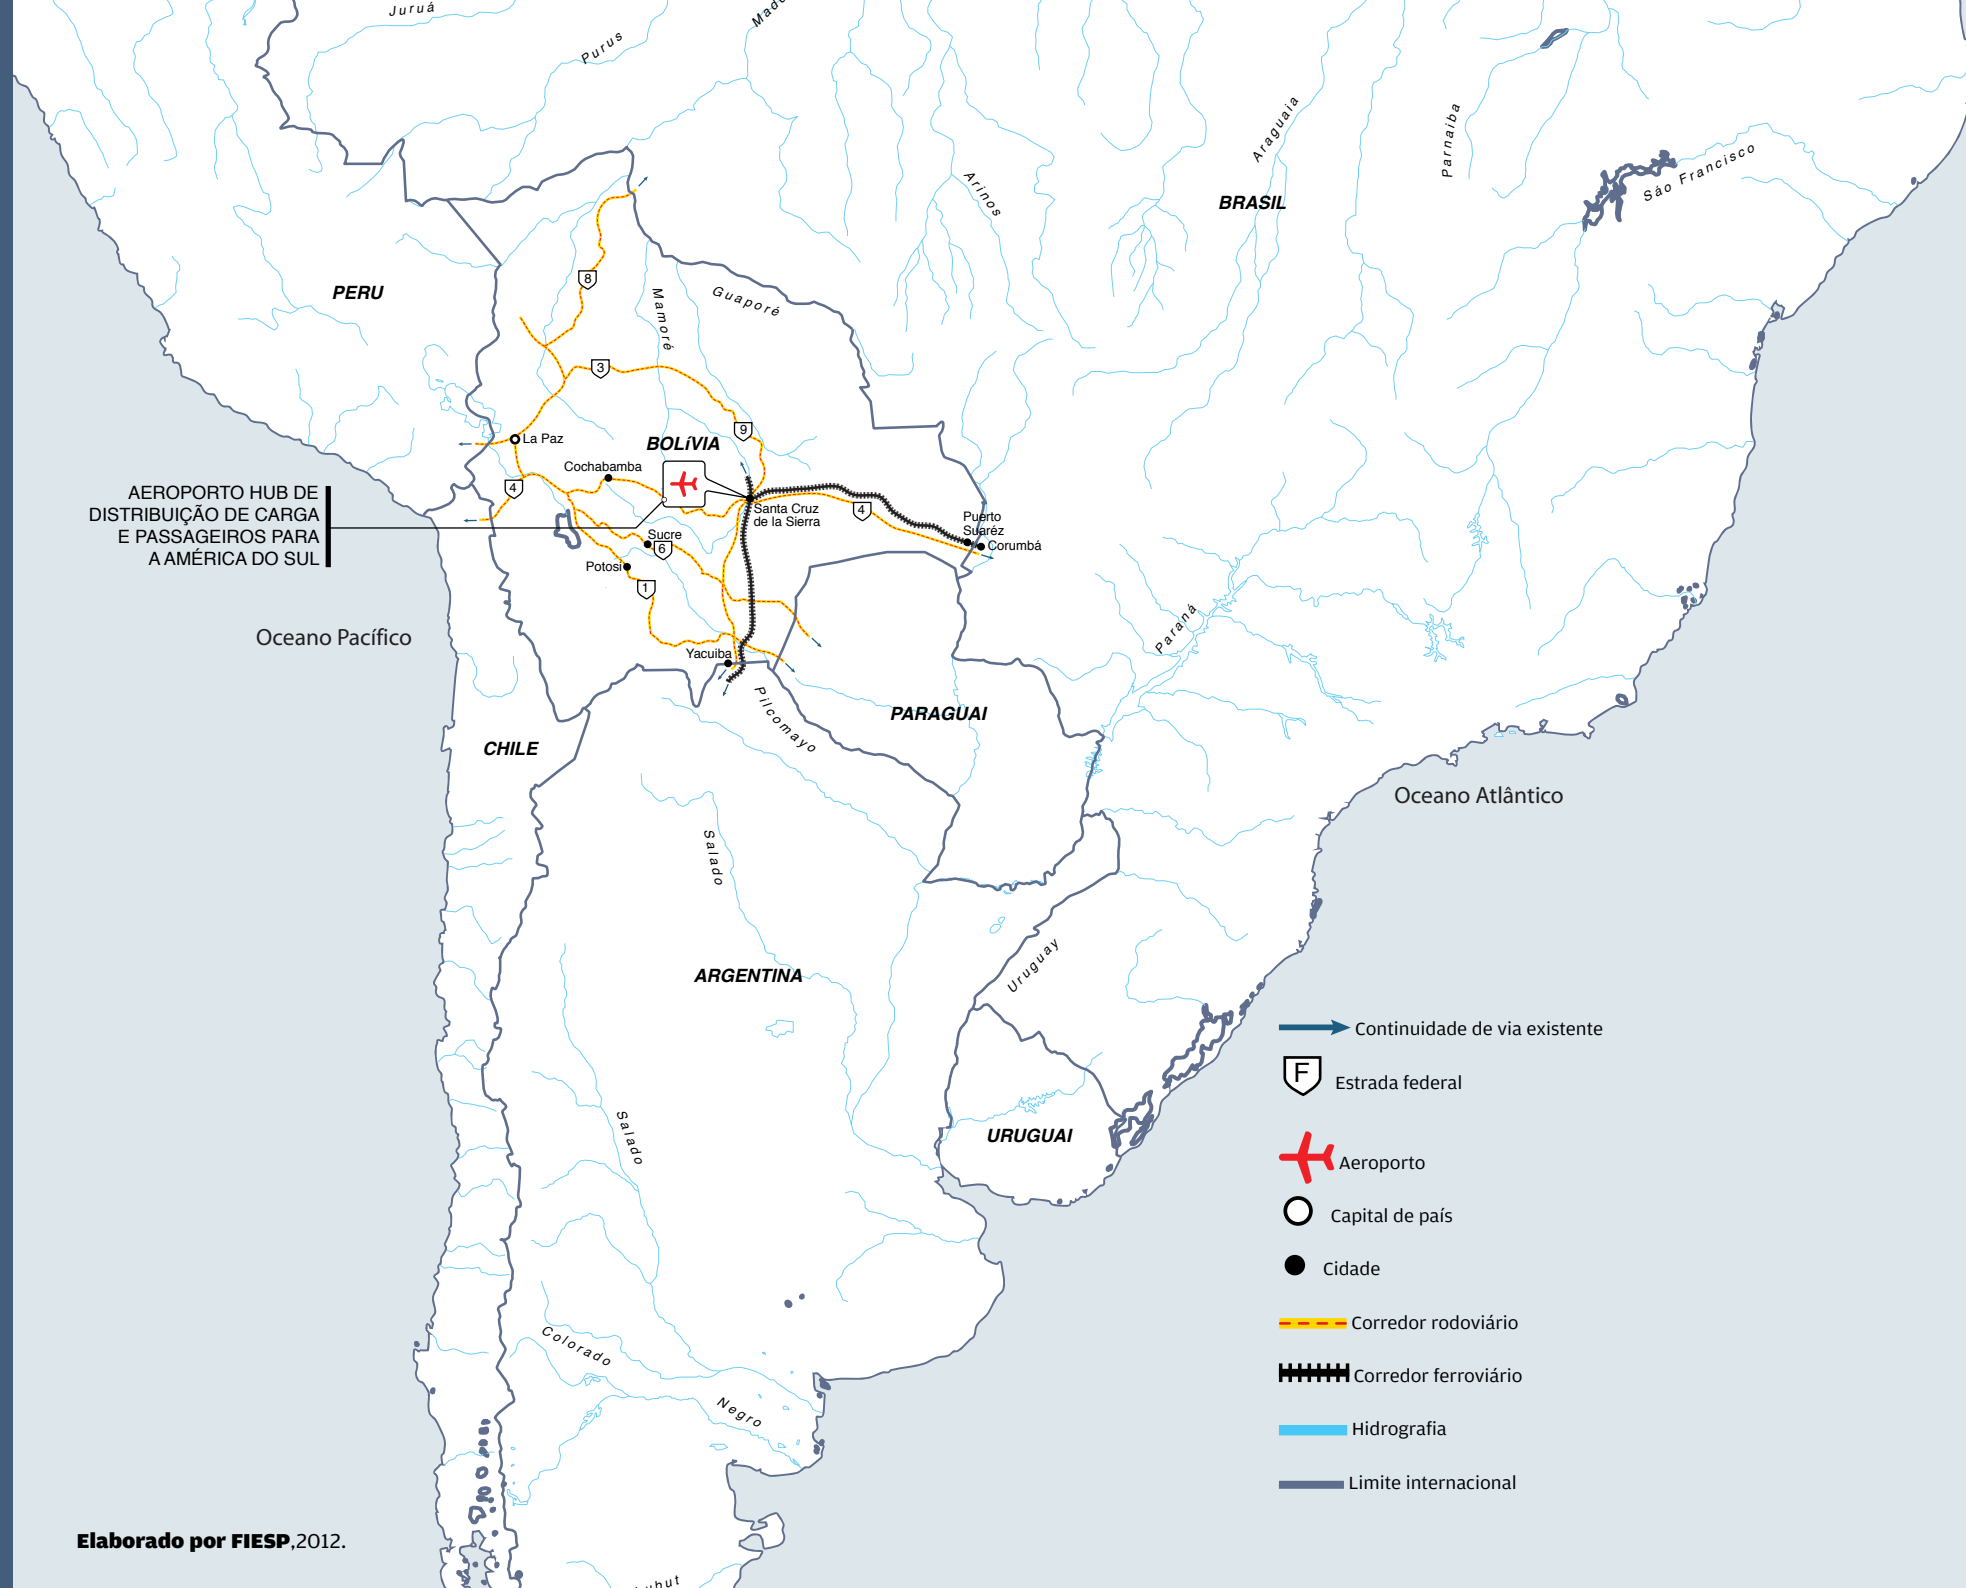 Juruá
Purus
Araguaia
Parnaiba
São Francisco
Arinos
BRASIL
PERU
8
Mamoré
Guaporé
3
9
La Paz
BOLíVIA
Cochabamba
4
AEROPORTO HUB DE
DISTRIBUIÇÃO DE CARGA
E PASSAGEIROS PARA
A AMÉRICA DO SUL
Santa Cruz
de la Sierra
4
Puerto
Suaréz
Corumbá
Sucre
6
Potosi
1
Oceano Pacífico
Yacuiba
Paraná
Pilcomayo
PARAGUAI
CHILE
Oceano Atlântico
Salado
ARGENTINA
Uruguay
Salado
URUGUAI
Colorado
Negro
Continuidade de via existente
F
Estrada federal
Aeroporto
Capital de país
Cidade
Corredor rodoviário
Corredor ferroviário
Hidrografia
Limite internacional
Elaborado por FIESP,2012.